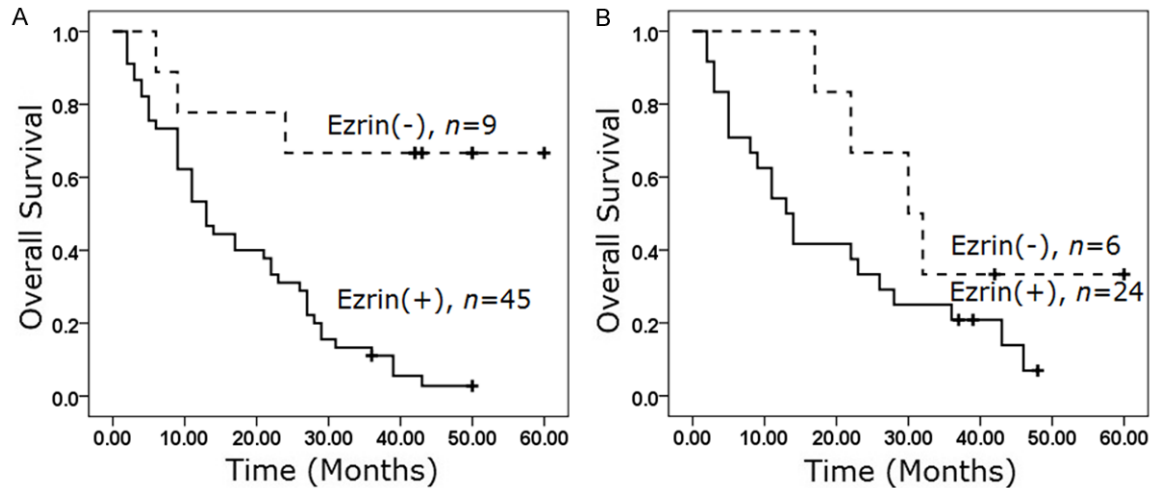 A
Overall Survival
1.0
0.8
0.6
0.4
0.2
0.0
Ezrin(-), n=9
Ezrin(+), n=45
0.00 10.00 20.00 30.00 40.00 50.00 60.00
Time (Months)
B
Overall Survival
1.0
0.8
0.6
0.4
0.2
0.0
Ezrin(-), n=6
Ezrin(+), n=24
0.00 10.00 20.00 30.00 40.00 50.00 60.00
Time (Months)